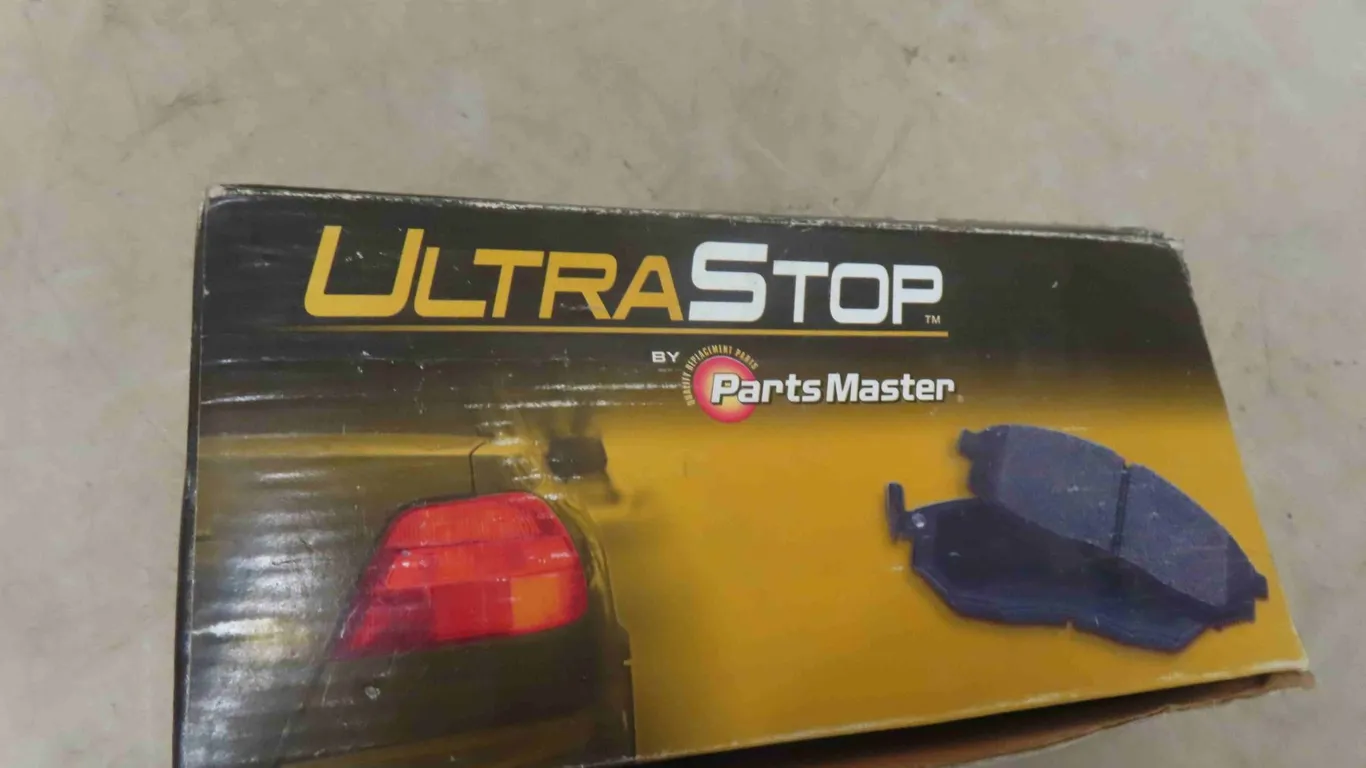 ULTRASTOP™
BY
QUALITY REPLACEMENT PARTS
PartsMaster®